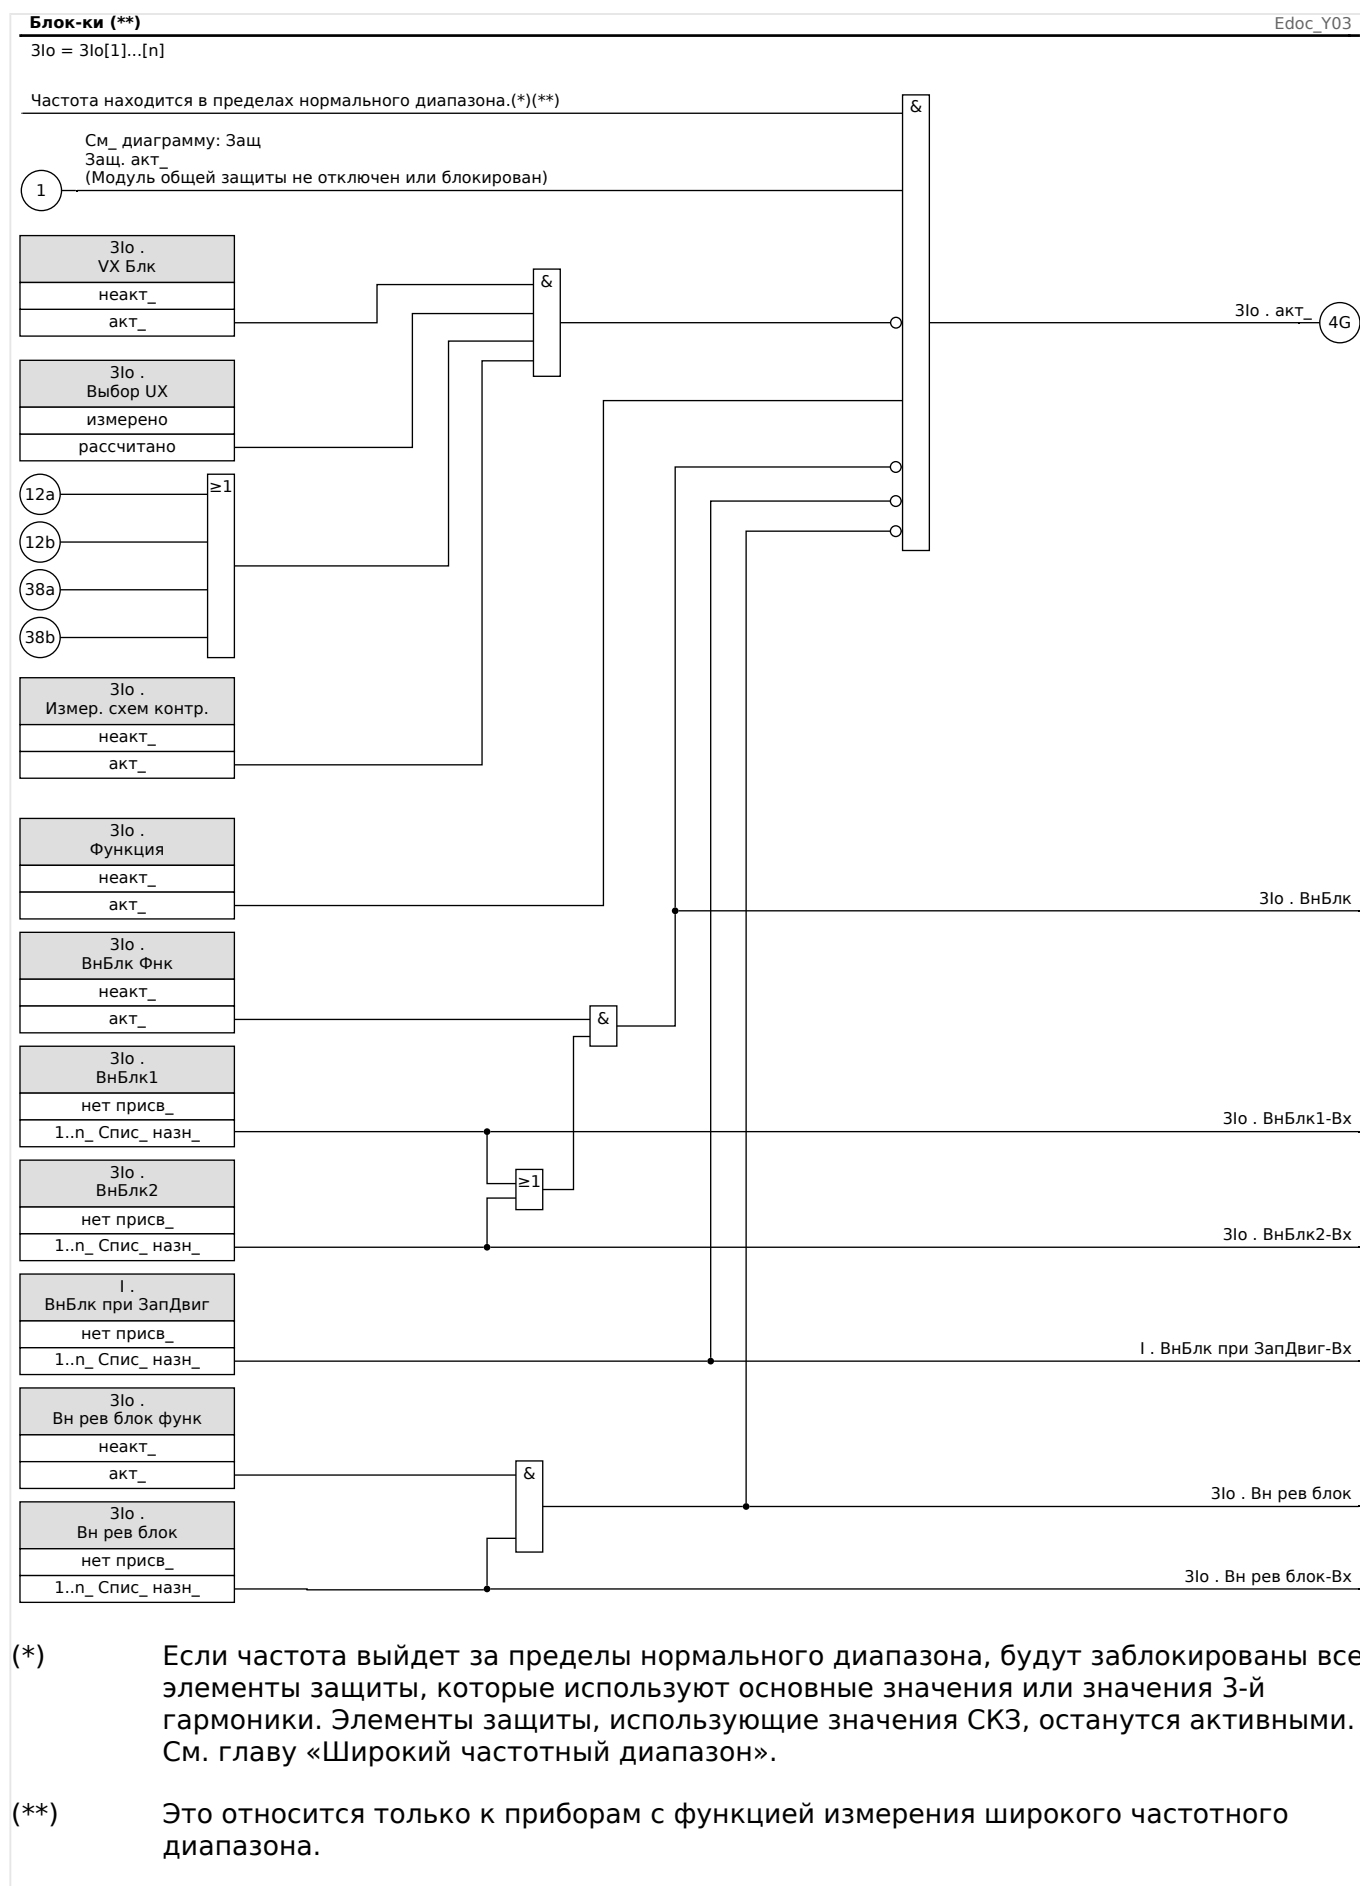 Блок-ки (**)
Edoc_Y03
3Io = 3Io[1]...[n]
Частота находится в пределах нормального диапазона.(*)(**)
&
См_ диаграмму: Защ
Защ. акт_
(Модуль общей защиты не отключен или блокирован)
1
3Io .
VX Блк
неакт_
акт_
&
3Io . акт_
4G
3Io .
Выбор UX
измерено
рассчитано
12a
≥1
12b
38a
38b
3Io .
Измер. схем контр.
неакт_
акт_
3Io .
Функция
неакт_
акт_
3Io . ВнБлк
3Io .
ВнБлк Фнк
неакт_
акт_
&
3Io .
ВнБлк1
нет присв_
1..n_ Спис_ назн_
3Io . ВнБлк1-Вх
3Io .
ВнБлк2
≥1
нет присв_
1..n_ Спис_ назн_
3Io . ВнБлк2-Вх
I .
ВнБлк при ЗапДвиг
нет присв_
1..n_ Спис_ назн_
I . ВнБлк при ЗапДвиг-Вх
3Io .
Вн рев блок функ
неакт_
акт_
&
3Io . Вн рев блок
3Io .
Вн рев блок
нет присв_
1..n_ Спис_ назн_
3Io . Вн рев блок-Вх
(*) Если частота выйдет за пределы нормального диапазона, будут заблокированы все
элементы защиты, которые используют основные значения или значения 3-й
гармоники. Элементы защиты, использующие значения СКЗ, останутся активными.
См. главу «Широкий частотный диапазон».
(**) Это относится только к приборам с функцией измерения широкого частотного
диапазона.